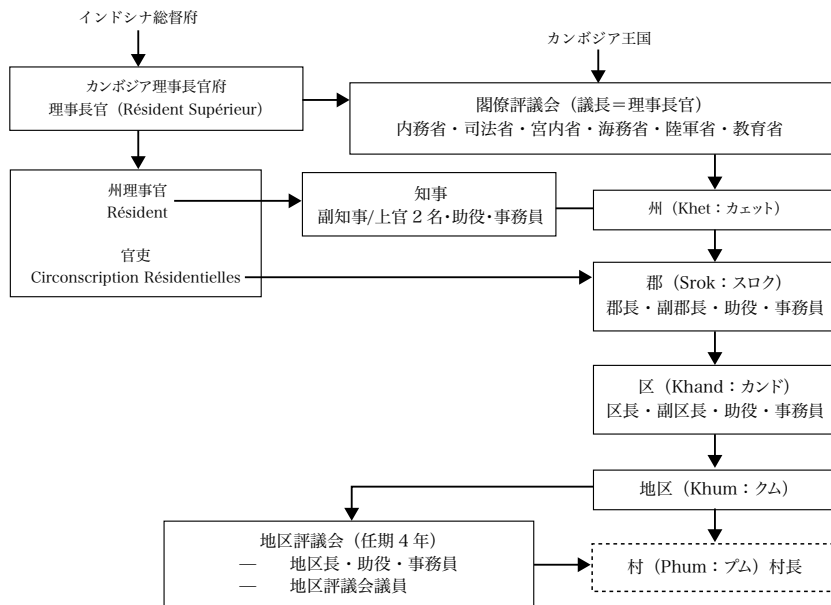 インドシナ総督府
カンボジア王国
カンボジア理事長官府
理事長官（Résident Supérieur）
閣僚評議会（議長＝理事長官）
内務省・司法省・宮内省・海務省・陸軍省・教育省
州理事官
Résident
官吏
Circonscription Résidentielles
知事
副知事/上官 2 名・助役・事務員
州（Khet：カェット）
郡（Srok：スロク）
郡長・副郡長・助役・事務員
区（Khand：カンド）
区長・副区長・助役・事務員
地区（Khum：クム）
地区評議会（任期 4 年）
― 地区長・助役・事務員
― 地区評議会議員
村（Phum：プム）村長